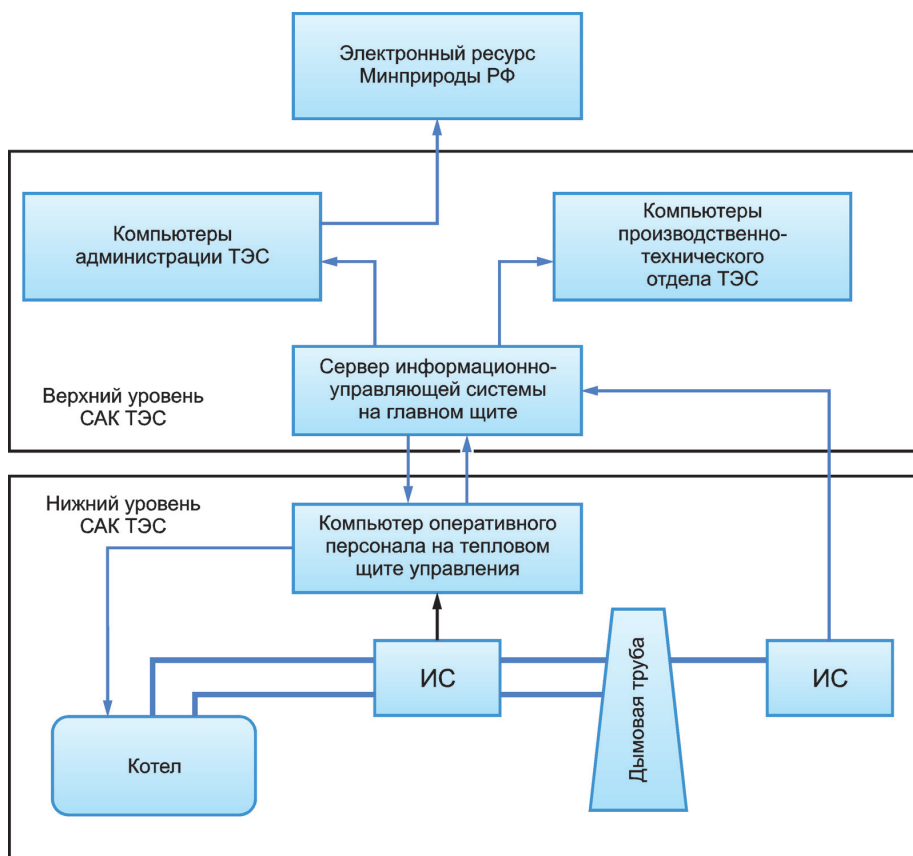 Электронный ресурс
Минприроды РФ
Компьютеры
администрации ТЭС
Компьютеры
производственно-
технического
отдела ТЭС
Сервер информационно-
управляющей системы
на главном щите
Верхний уровень
САК ТЭС
Нижний уровень
САК ТЭС
Компьютер оперативного
персонала на тепловом
щите управления
ИС
Дымовая труба
ИС
Котел